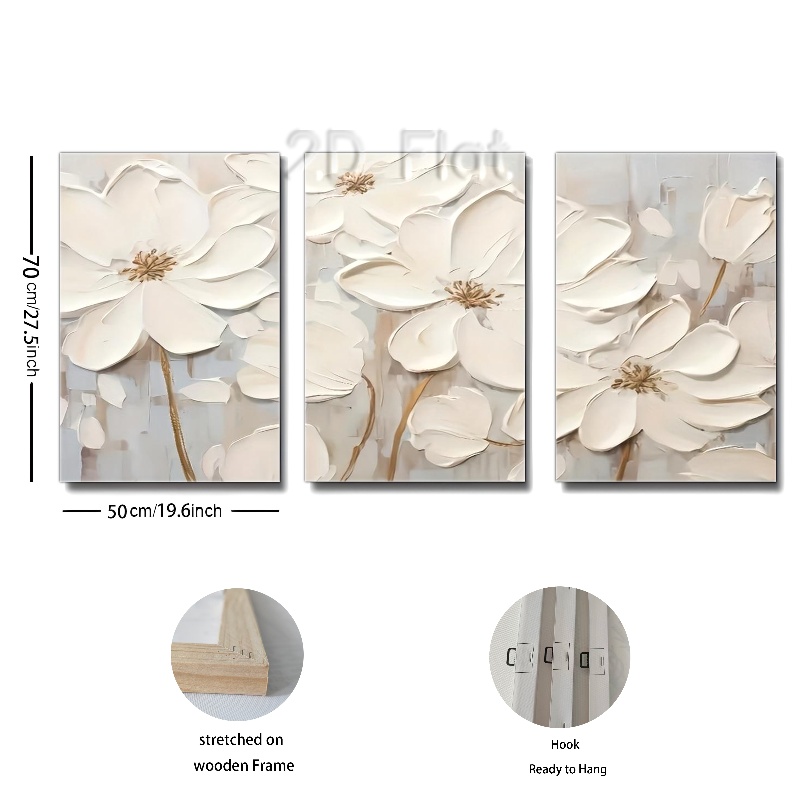 2D Flat
70 cm/27.5inch
50cm/19.6inch
stretched on
wooden Frame
Hook
Ready to Hang